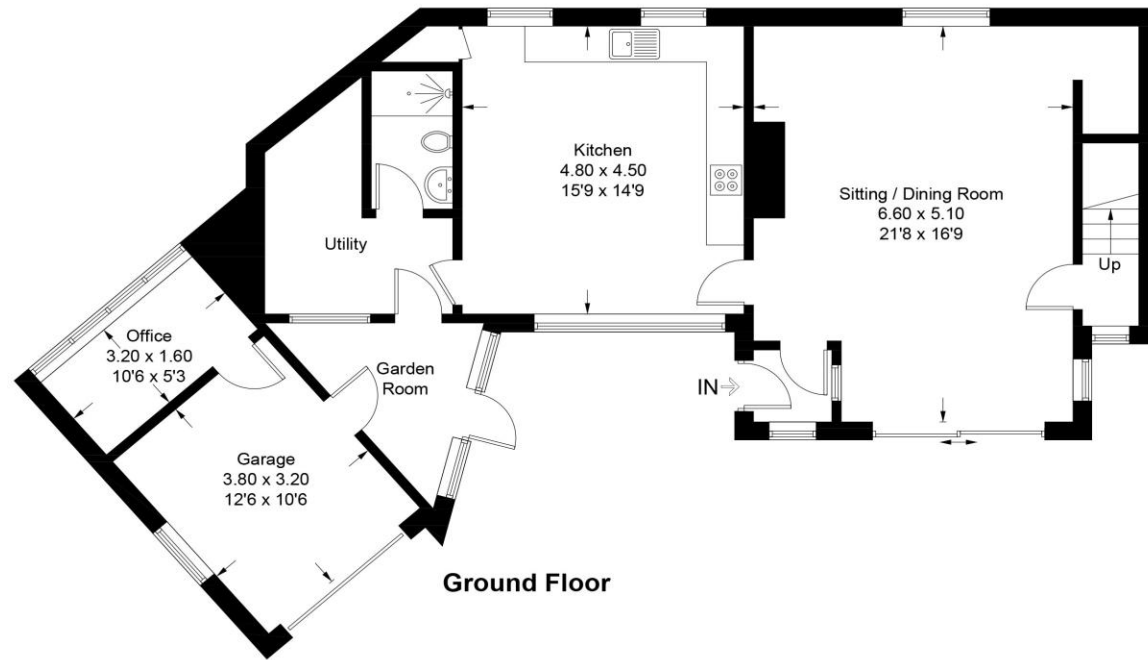 Kitchen
4.80 x 4.50
15'9 x 14'9
Sitting / Dining Room
6.60 x 5.10
21'8 x 16'9
Utility
Up
Office
3.20 x 1.60
10'6 x 5'3
Garden
Room
IN
Garage
3.80 x 3.20
12'6 x 10'6
Ground Floor